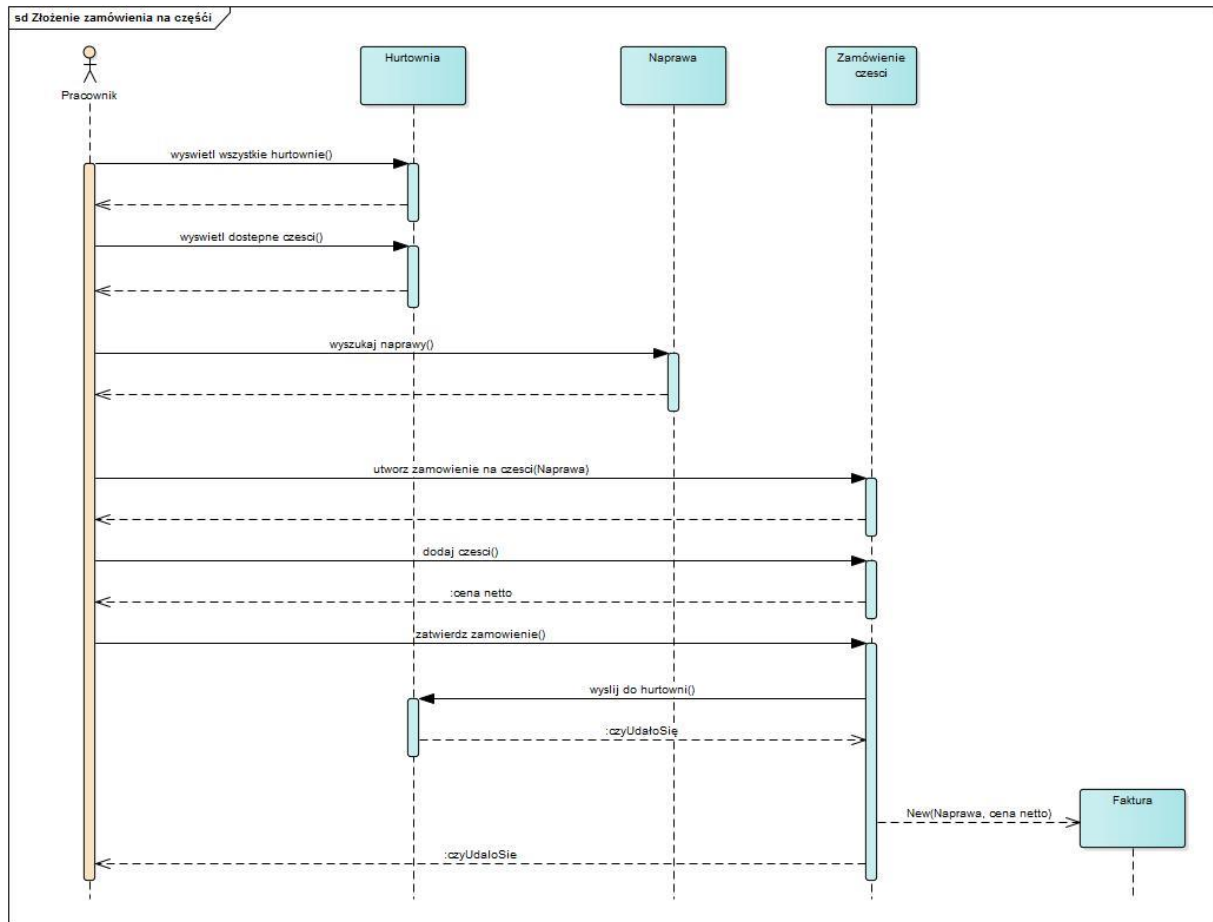 sd Złożenie zamówienia na częśći
Pracownik
Hurtownia
Naprawa
Zamówienie
czesci
wyswietl wszystkie hurtownie()
wyswietl dostepne czesci()
wyszukaj naprawy()
utworz zamowienie na czesci(Naprawa)
dodaj czesci()
:cena netto
zatwierdz zamowienie()
wyslij do hurtowni()
:czyUdałoSię
Faktura
New(Naprawa, cena netto)
:czyUdaloSie